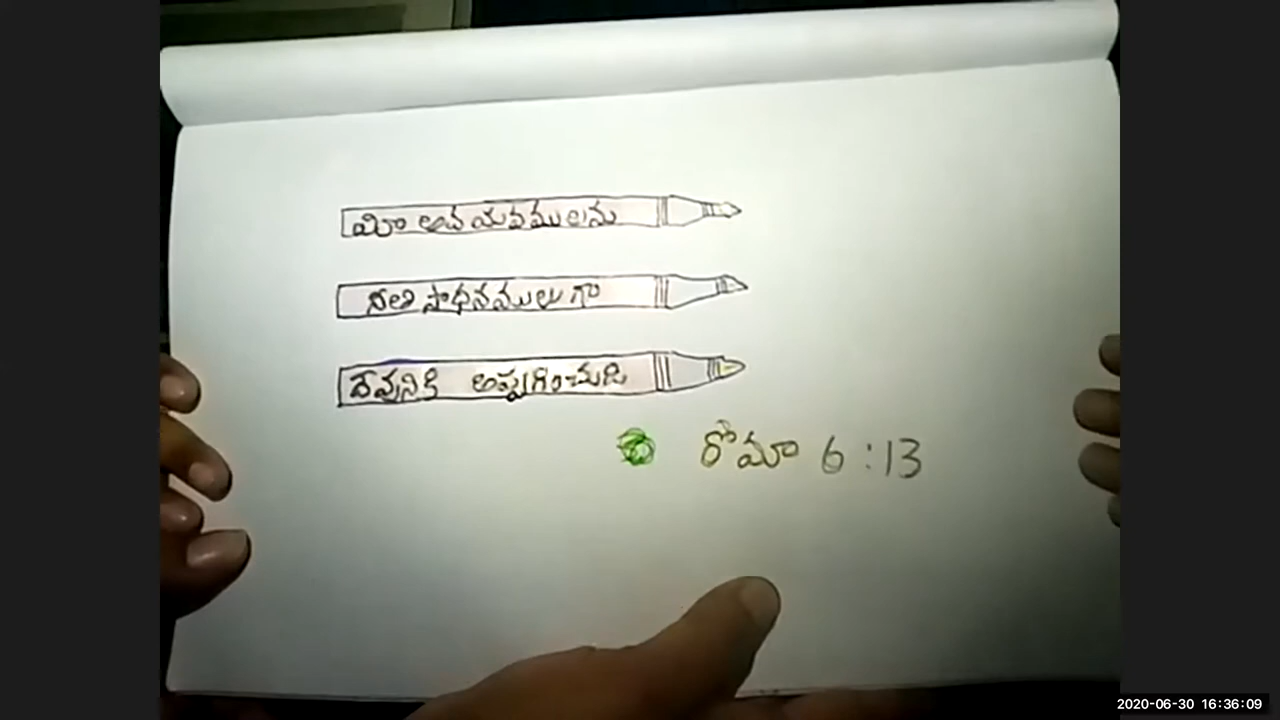 మీ అవయవములను
నీతి సాధనములుగా
దేవునికి అప్పగించుడి
రోమా 6:13
2020-06-30 16:36:09